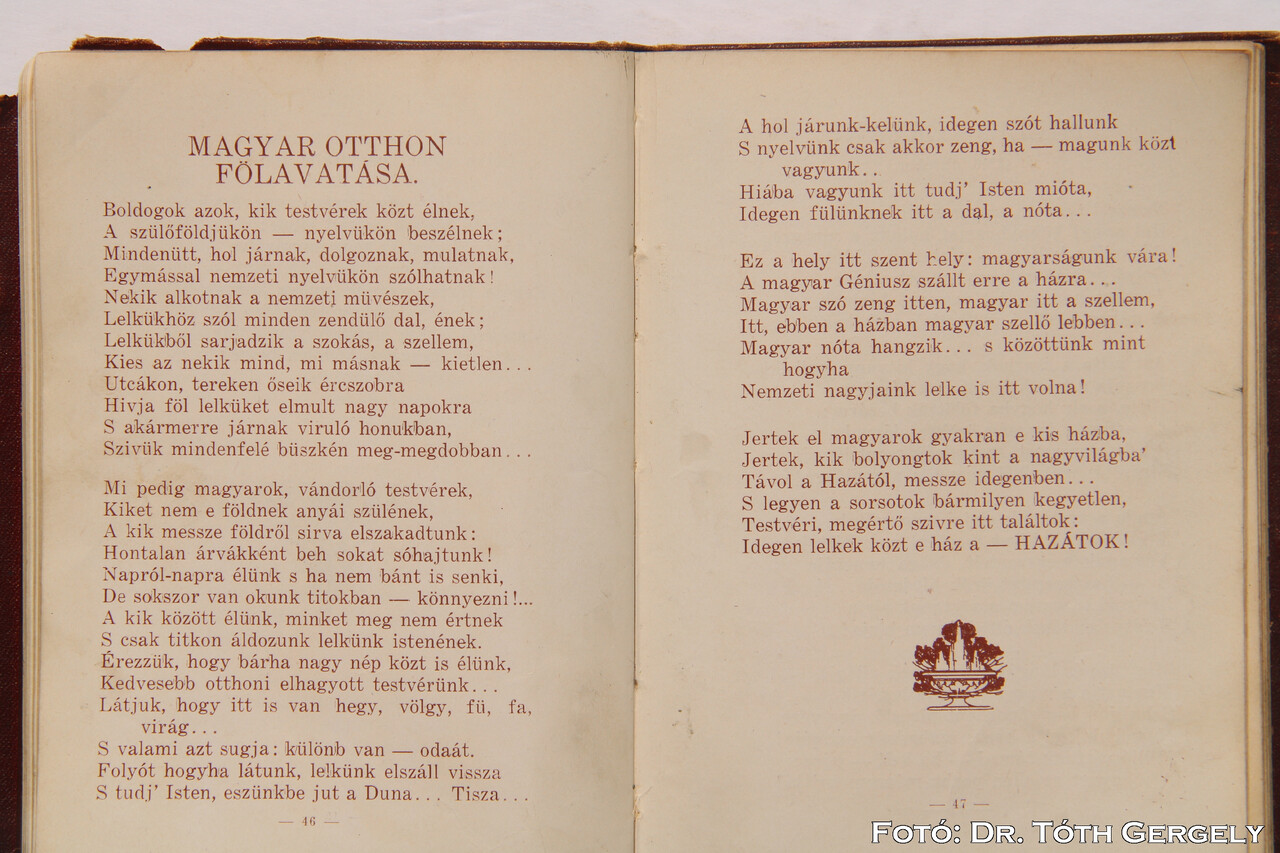 MAGYAR OTTHON
FÖLAVATÁSA.
Boldogok azok, kik testvérek közt élnek,
A szülőföldjükön — nyelvükön beszélnek;
Mindenütt, hol járnak, dolgoznak, mulatnak,
Egymással nemzeti nyelvükön szólhatnak!
Nekik alkotnak a nemzeti müvészek,
Lelkükhöz szól minden zendülő dal, ének;
Lelkükből sarjadzik a szokás, a szellem,
Kies az nekik mind, mi másnak — kietlen...
Utcákon, tereken őseik ércszobra
Hivja föl lelküket elmult nagy napokra
S akármerre járnak viruló honukban,
Szivük mindenfelé büszkén meg-megdobban...
Mi pedig magyarok, vándorló testvérek,
Kiket nem e földnek anyái szülének,
A kik messze földről sirva elszakadtunk:
Hontalan árvákként beh sokat sóhajtunk!
Napról-napra élünk s ha nem bánt is senki,
De sokszor van okunk titokban — könnyezni!...
A kik között élünk, minket meg nem értnek
S csak titkon áldozunk lelkünk istenének.
Érezzük, hogy bárha nagy nép közt is élünk,
Kedvesebb otthoni elhagyott testvérünk...
Látjuk, hogy itt is van hegy, völgy, fü, fa,
virág...
S valami azt sugja: különb van — odaát.
Folyót hogyha látunk, lelkünk elszáll vissza
S tudj' Isten, eszünkbe jut a Duna... Tisza...
— 46 —
A hol járunk-kelünk, idegen szót hallunk
S nyelvünk csak akkor zeng, ha — magunk közt
vagyunk..
Hiába vagyunk itt tudj' Isten mióta,
Idegen fülünknek itt a dal, a nóta...
Ez a hely itt szent hely: magyarságunk vára!
A magyar Géniusz szállt erre a házra...
Magyar szó zeng itten, magyar itt a szellem,
Itt, ebben a házban magyar szellő lebben...
Magyar nóta hangzik... s közöttünk mint
hogyha
Nemzeti nagyjaink lelke is itt volna!
Jertek el magyarok gyakran e kis házba,
Jertek, kik bolyongtok kint a nagyvilágba'
Távol a Hazától, messze idegenben...
S legyen a sorsotok bármilyen kegyetlen,
Testvéri, megértő szivre itt találtok:
Idegen lelkek közt e ház a — HAZÁTOK!
— 47 —
Fotó: Dr. Tóth Gergely